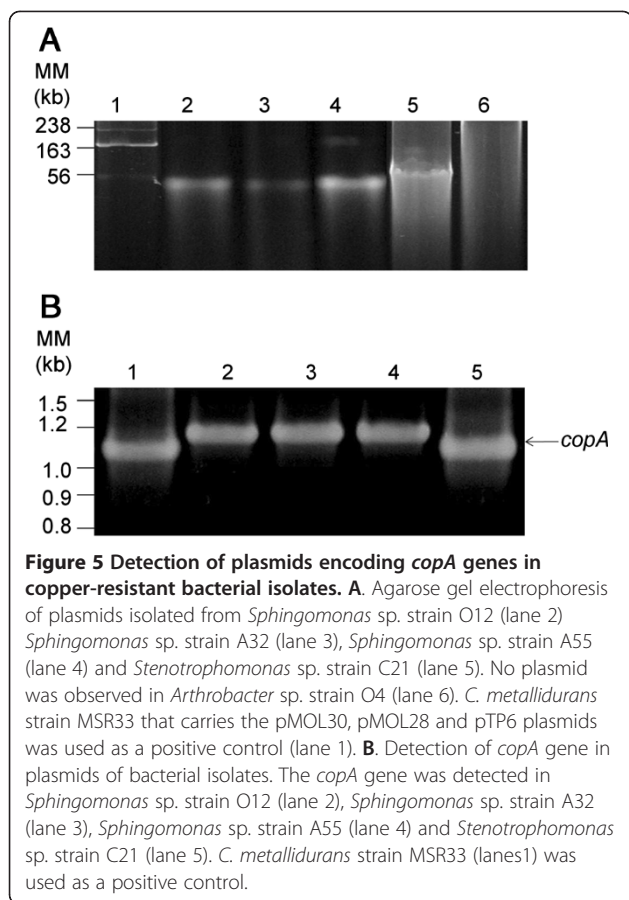 A
MM
(kb)
1 2 3 4 5 6
238
163
56
B
MM
(kb)
1 2 3 4 5
1.5
1.2
1.0
0.9
0.8
copA
Figure 5 Detection of plasmids encoding copA genes in
copper-resistant bacterial isolates. A. Agarose gel electrophoresis
of plasmids isolated from Sphingomonas sp. strain O12 (lane 2)
Sphingomonas sp. strain A32 (lane 3), Sphingomonas sp. strain A55
(lane 4) and Stenotrophomonas sp. strain C21 (lane 5). No plasmid
was observed in Arthrobacter sp. strain O4 (lane 6). C. metallidurans
strain MSR33 that carries the pMOL30, pMOL28 and pTP6 plasmids
was used as a positive control (lane 1). B. Detection of copA gene in
plasmids of bacterial isolates. The copA gene was detected in
Sphingomonas sp. strain O12 (lane 2), Sphingomonas sp. strain A32
(lane 3), Sphingomonas sp. strain A55 (lane 4) and Stenotrophomonas
sp. strain C21 (lane 5). C. metallidurans strain MSR33 (lanes1) was
used as a positive control.